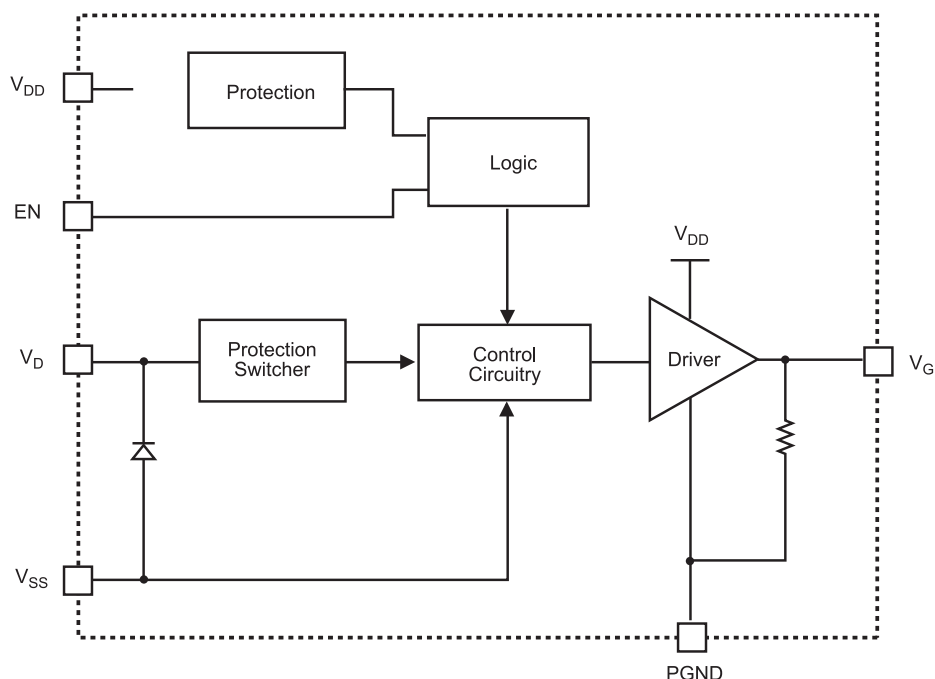 V_DD
Protection
Logic
EN
V_DD
V_D
Protection
Switcher
Control
Circuitry
Driver
V_G
V_SS
PGND